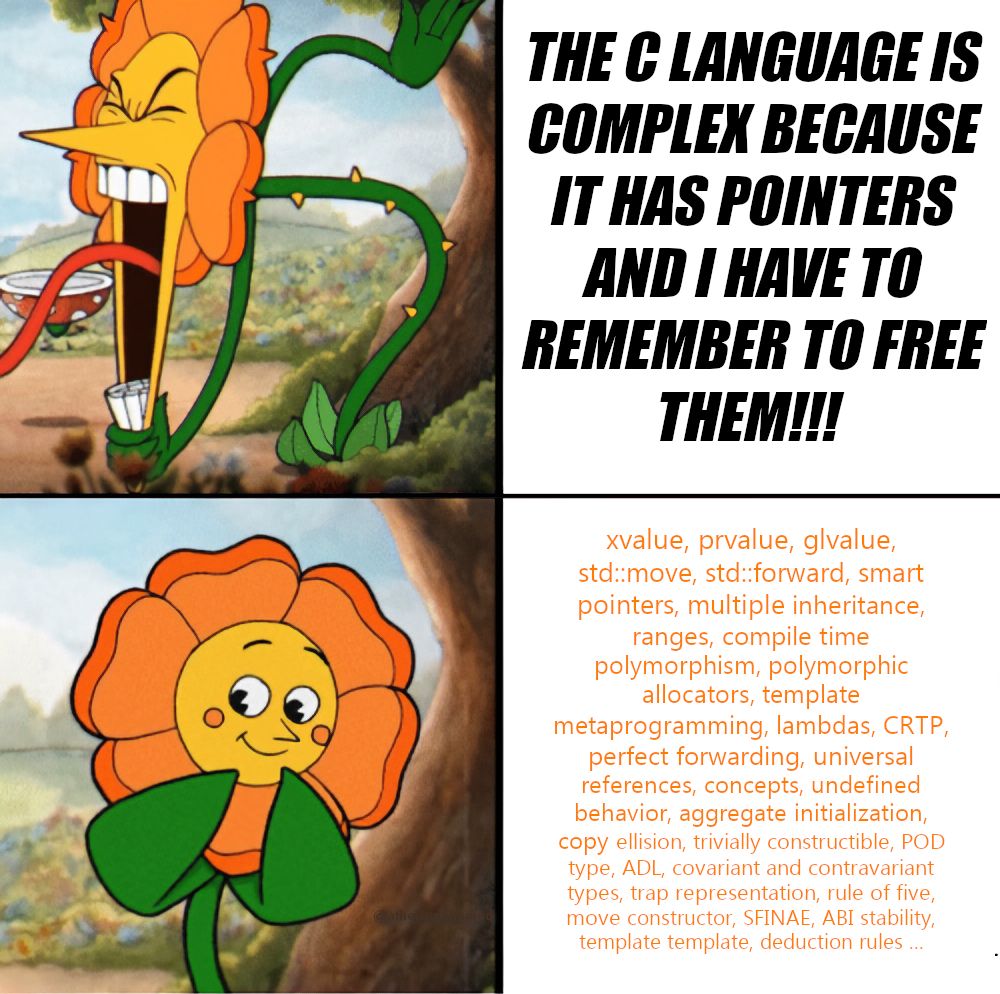 THE C LANGUAGE IS
COMPLEX BECAUSE
IT HAS POINTERS
AND I HAVE TO
REMEMBER TO FREE
THEM!!!
xvalue, prvalue, glvalue,
std::move, std::forward, smart
pointers, multiple inheritance,
ranges, compile time
polymorphism, polymorphic
allocators, template
metaprogramming, lambdas, CRTP,
perfect forwarding, universal
references, concepts, undefined
behavior, aggregate initialization,
copy ellision, trivially constructible, POD
type, ADL, covariant and contravariant
types, trap representation, rule of five,
move constructor, SFINAE, ABI stability,
template template, deduction rules ...